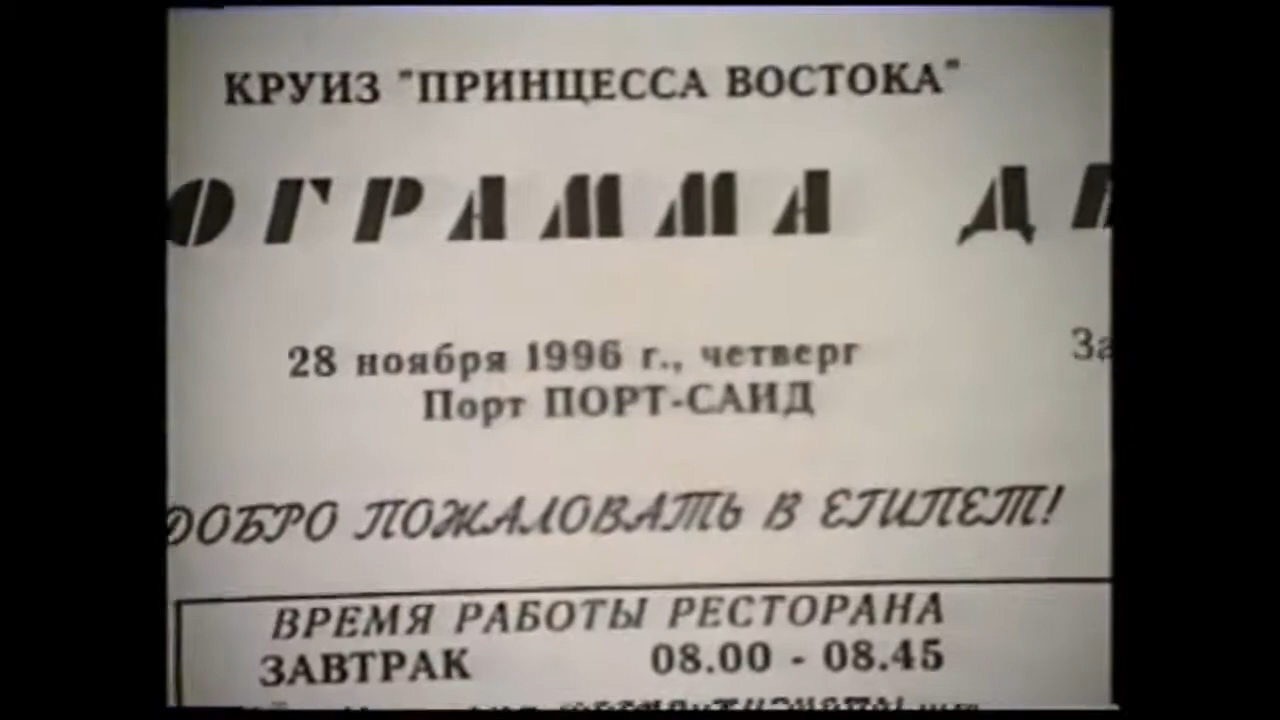 КРУИЗ "ПРИНЦЕССА ВОСТОКА"
ОГРАММА Д
28 ноября 1996 г., четверг
За
Порт ПОРТ-САИД
ДОБРО ПОЖАЛОВАТЬ В ЕГИПЕТ!
ВРЕМЯ РАБОТЫ РЕСТОРАНА
ЗАВТРАК 08.00 - 08.45